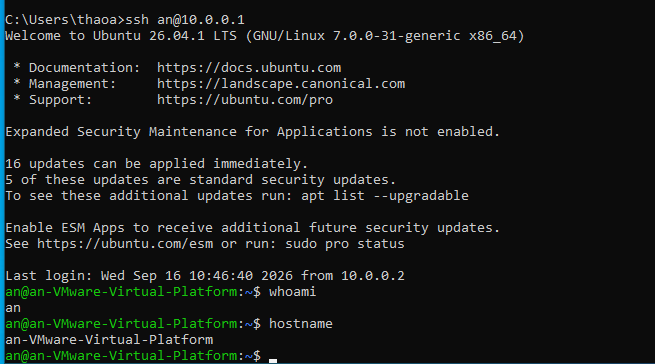 C:\Users\thaoa>ssh an@10.0.0.1
Welcome to Ubuntu 26.04.1 LTS (GNU/Linux 7.0.0-31-generic x86_64)
* Documentation:  https://docs.ubuntu.com
* Management:     https://landscape.canonical.com
* Support:        https://ubuntu.com/pro
Expanded Security Maintenance for Applications is not enabled.
16 updates can be applied immediately.
5 of these updates are standard security updates.
To see these additional updates run: apt list --upgradable
Enable ESM Apps to receive additional future security updates.
See https://ubuntu.com/esm or run: sudo pro status
Last login: Wed Sep 16 10:46:40 2026 from 10.0.0.2
an@an-VMware-Virtual-Platform:~$ whoami
an
an@an-VMware-Virtual-Platform:~$ hostname
an-VMware-Virtual-Platform
an@an-VMware-Virtual-Platform:~$